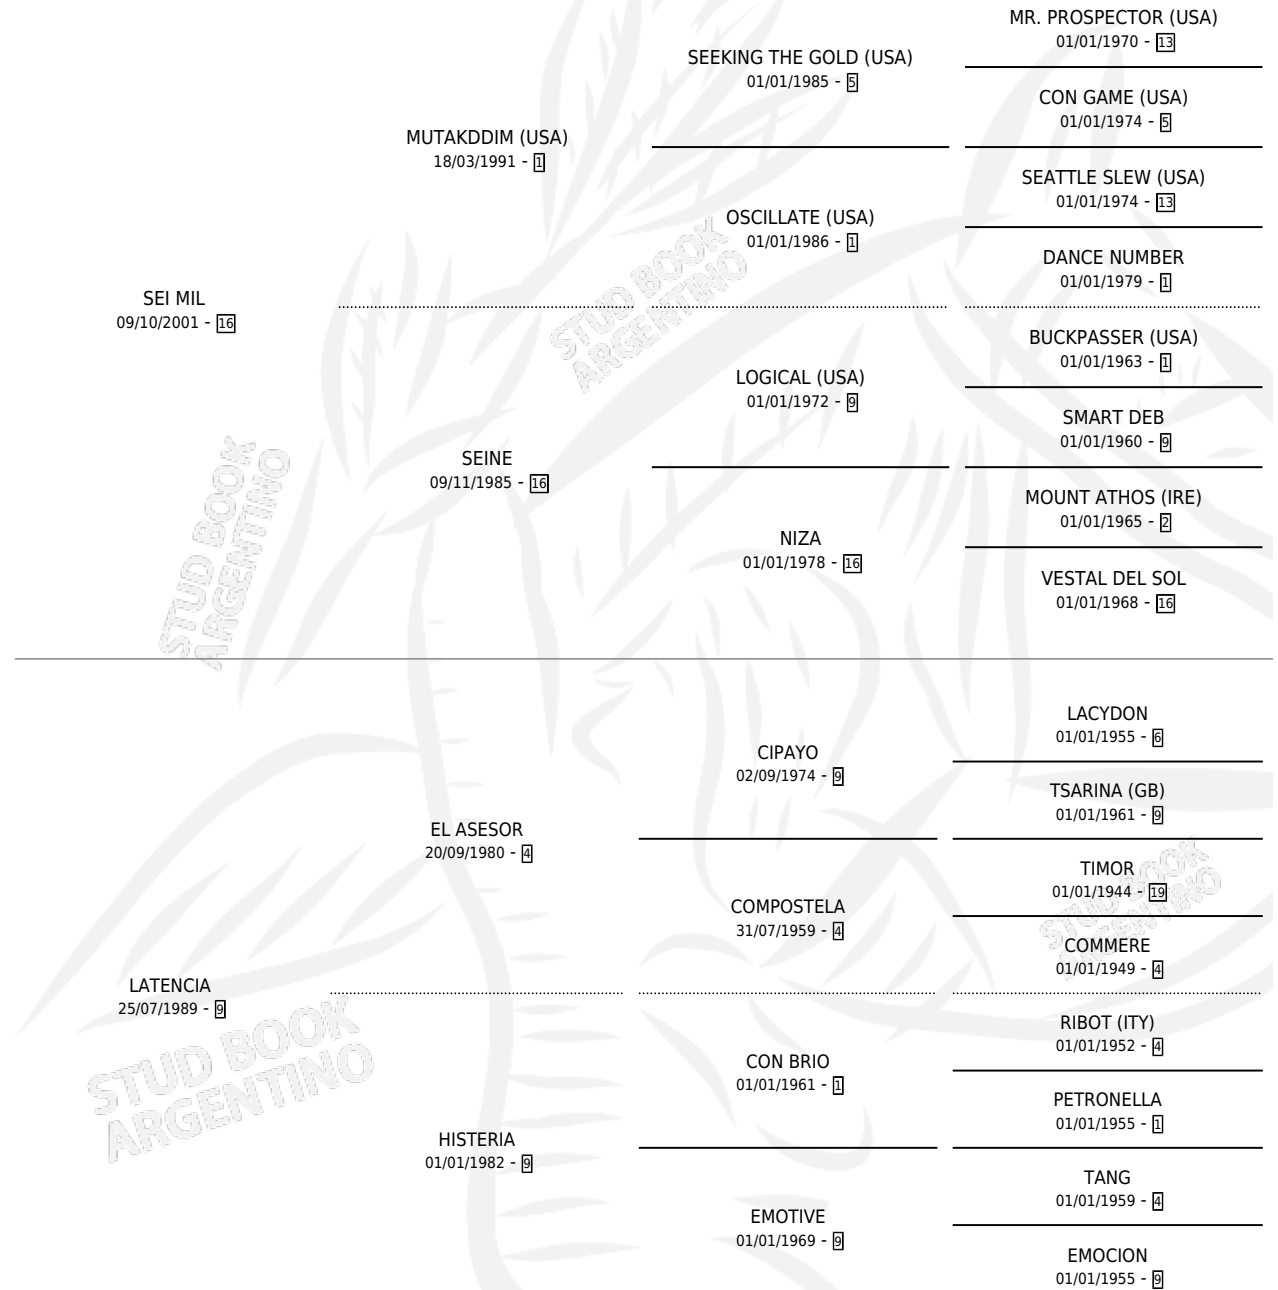 MR. PROSPECTOR (USA)
01/01/1970 - 13
SEEKING THE GOLD (USA)
01/01/1985 - 5
CON GAME (USA)
01/01/1974 - 5
MUTAKDDIM (USA)
18/03/1991 - 1
SEATTLE SLEW (USA)
01/01/1974 - 13
OSCILLATE (USA)
01/01/1986 - 1
DANCE NUMBER
01/01/1979 - 1
SEI MIL
09/10/2001 - 16
STUD BOOK
ARGENTINO
BUCKPASSER (USA)
01/01/1963 - 1
LOGICAL (USA)
01/01/1972 - 9
SMART DEB
01/01/1960 - 9
SEINE
09/11/1985 - 16
MOUNT ATHOS (IRE)
01/01/1965 - 2
NIZA
01/01/1978 - 16
VESTAL DEL SOL
01/01/1968 - 16
STUD BOOK
ARGENTINO
LACYDON
01/01/1955 - 6
CIPAYO
02/09/1974 - 9
TSARINA (GB)
01/01/1961 - 9
EL ASESOR
20/09/1980 - 4
TIMOR
01/01/1944 - 19
COMPOSTELA
31/07/1959 - 4
STUD BOOK
ARGENTINO
COMMERE
01/01/1949 - 4
LATENCIA
25/07/1989 - 9
RIBOT (ITY)
01/01/1952 - 4
STUD BOOK
ARGENTINO
CON BRIO
01/01/1961 - 1
PETRONELLA
01/01/1955 - 1
HISTERIA
01/01/1982 - 9
TANG
01/01/1959 - 4
EMOTIVE
01/01/1969 - 9
EMOCION
01/01/1955 - 9